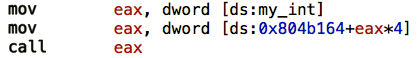 mov eax, dword [ds:my_int]
mov eax, dword [ds:0x804b164+eax*4]
call eax